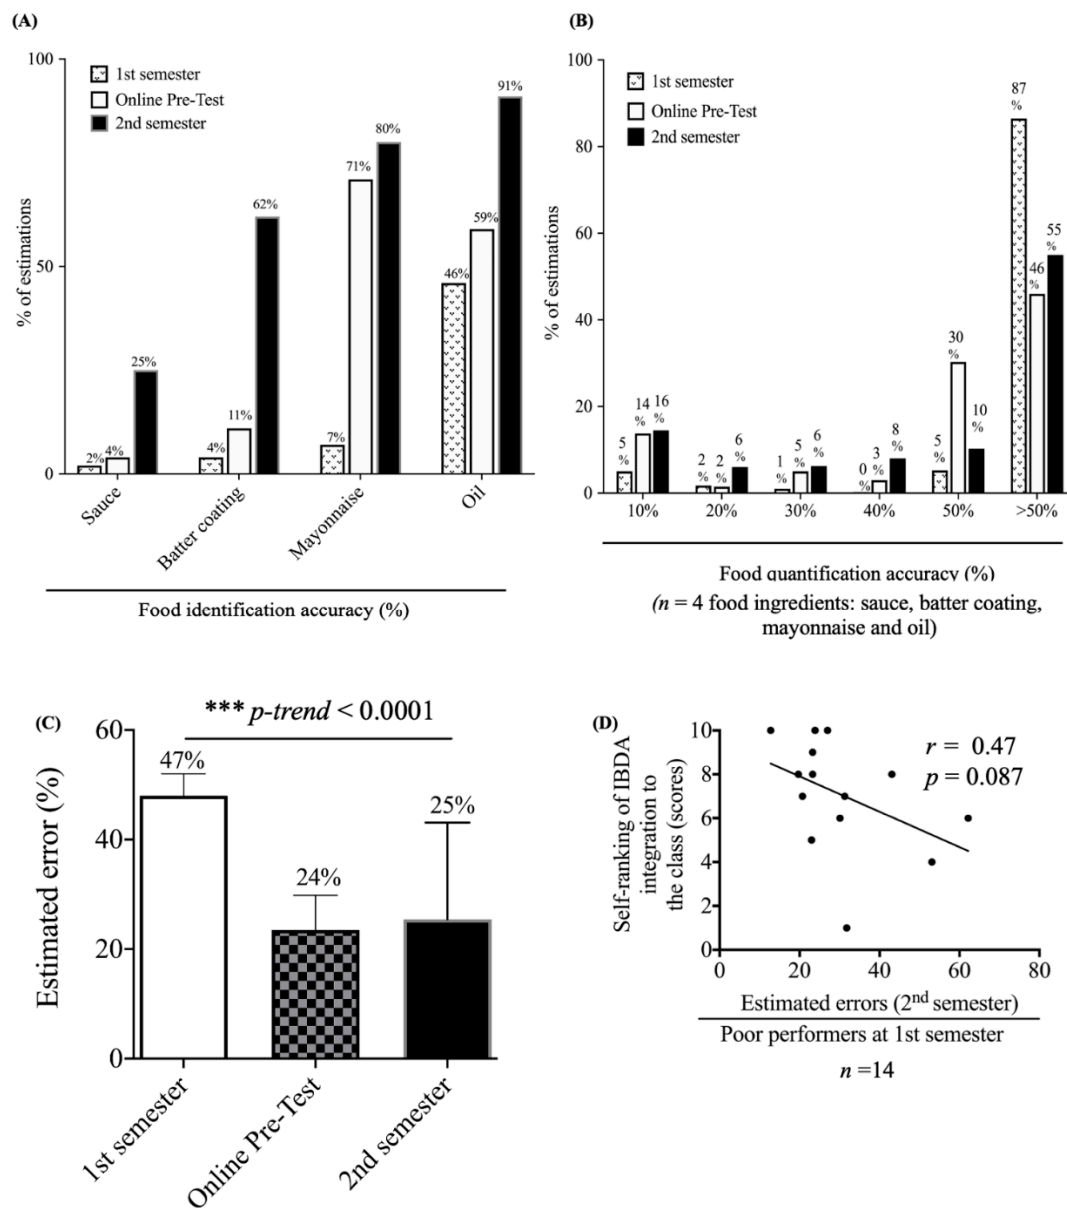 (A)
100
50
0
% of estimations
1st semester
Online Pre-Test
2nd semester
2%
4%
25%
4%
11%
62%
7%
71%
80%
46%
59%
91%
Sauce
Batter coating
Mayonnaise
Oil
Food identification accuracy (%)
(B)
100
80
60
40
20
0
% of estimations
1st semester
Online Pre-Test
2nd semester
5
%
14
%
16
%
2
%
2
%
6
%
1
%
5
%
6
%
0
%
3
%
8
%
5
%
30
%
10
%
87
%
46
%
55
%
10%
20%
30%
40%
50%
>50%
Food quantification accuracy (%)
(n = 4 food ingredients: sauce, batter coating,
mayonnaise and oil)
(C)
*** p-trend < 0.0001
60
40
20
0
Estimated error (%)
47%
24%
25%
1st semester
Online Pre-Test
2nd semester
(D)
Self-ranking of IBDA
integration to
the class (scores)
10
8
6
4
2
0
r = 0.47
p = 0.087
0
20
40
60
80
Estimated errors (2nd semester)
Poor performers at 1st semester
n =14